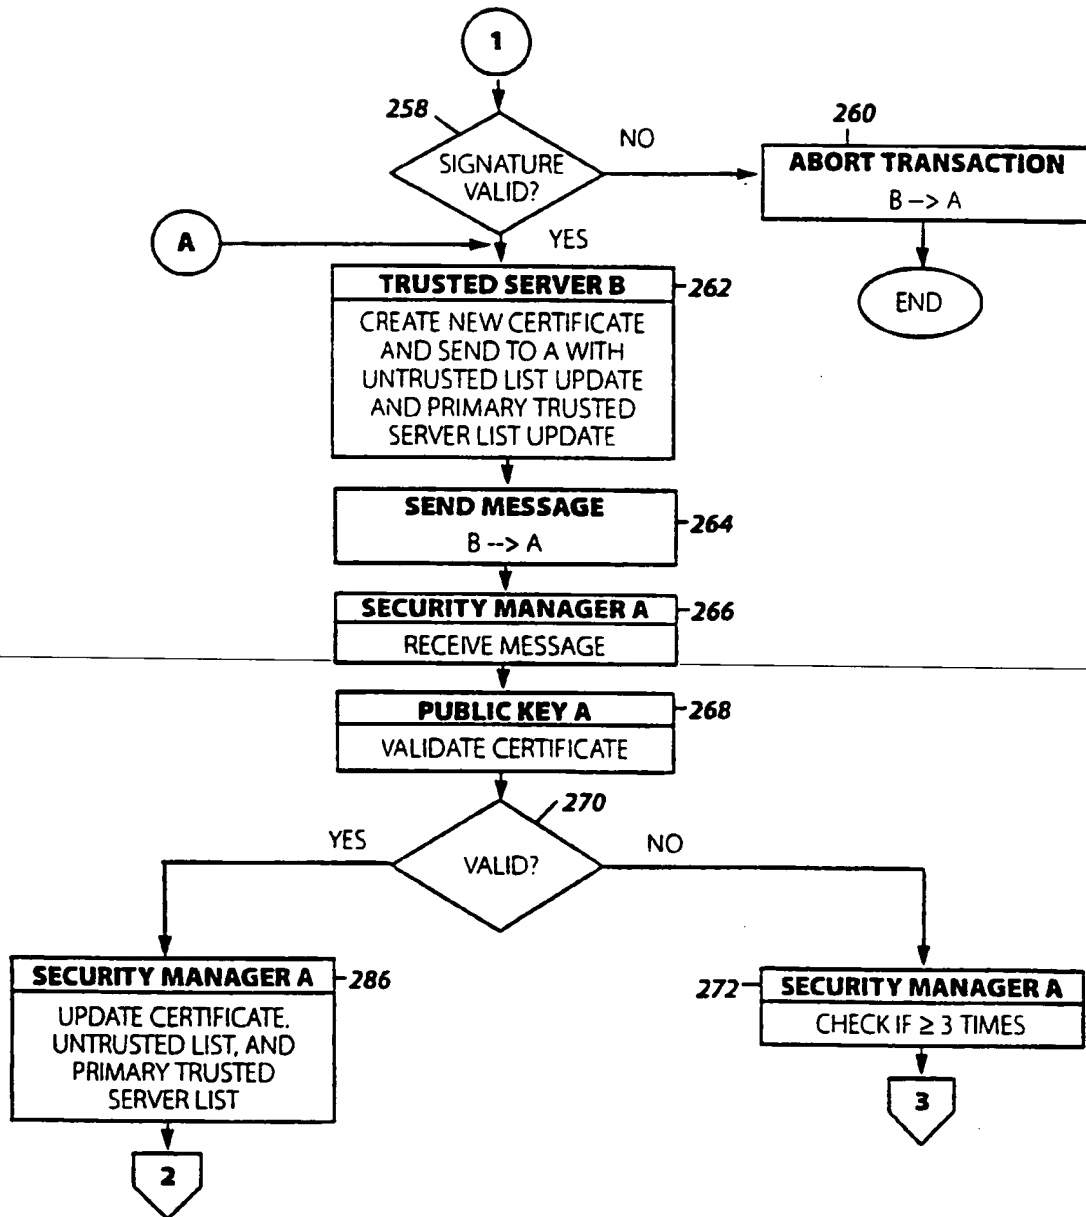 1
258
SIGNATURE
VALID?
NO
260
ABORT TRANSACTION
B --> A
END
A
YES
TRUSTED SERVER B
262
CREATE NEW CERTIFICATE
AND SEND TO A WITH
UNTRUSTED LIST UPDATE
AND PRIMARY TRUSTED
SERVER LIST UPDATE
SEND MESSAGE
264
B --> A
SECURITY MANAGER A
266
RECEIVE MESSAGE
PUBLIC KEY A
268
VALIDATE CERTIFICATE
270
YES
VALID?
NO
SECURITY MANAGER A
286
UPDATE CERTIFICATE.
UNTRUSTED LIST, AND
PRIMARY TRUSTED
SERVER LIST
2
272
SECURITY MANAGER A
CHECK IF ≥ 3 TIMES
3